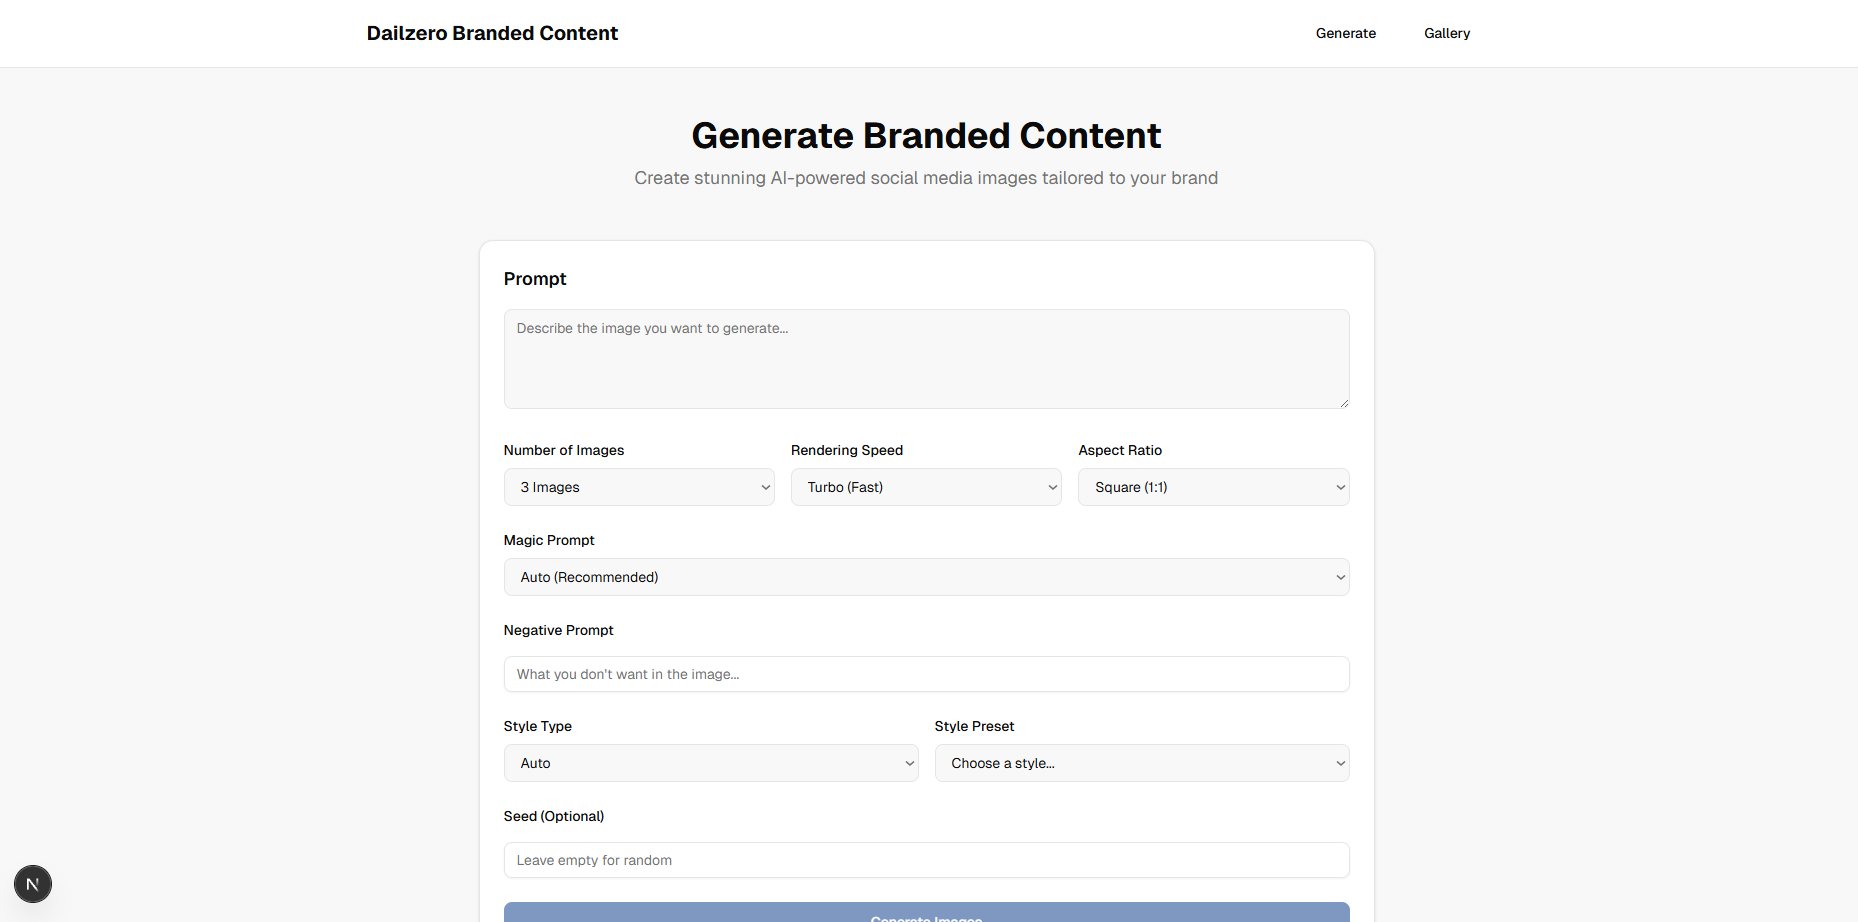 Dailzero Branded Content
Generate
Gallery
Generate Branded Content
Create stunning AI-powered social media images tailored to your brand
Prompt
Describe the image you want to generate...
Number of Images
Rendering Speed
Aspect Ratio
3 Images
Turbo (Fast)
Square (1:1)
Magic Prompt
Auto (Recommended)
Negative Prompt
What you don't want in the image...
Style Type
Style Preset
Auto
Choose a style...
Seed (Optional)
Leave empty for random
N
Generate Images